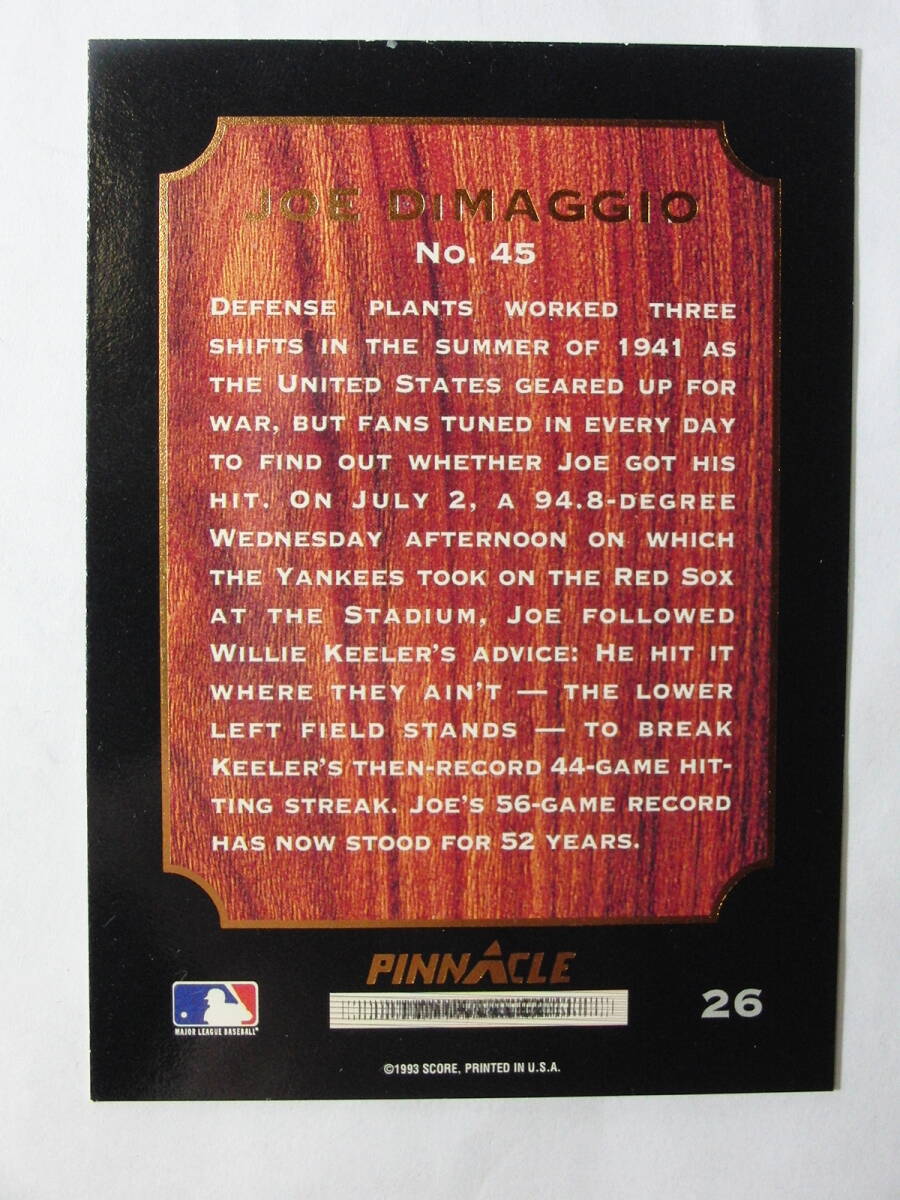 JOE DiMAGGIO
No. 45
DEFENSE PLANTS WORKED THREE
SHIFTS IN THE SUMMER OF 1941 AS
THE UNITED STATES GEARED UP FOR
WAR, BUT FANS TUNED IN EVERY DAY
TO FIND OUT WHETHER JOE GOT HIS
HIT. ON JULY 2, A 94.8-DEGREE
WEDNESDAY AFTERNOON ON WHICH
THE YANKEES TOOK ON THE RED SOX
AT THE STADIUM, JOE FOLLOWED
WILLIE KEELER'S ADVICE: HE HIT IT
WHERE THEY AIN'T — THE LOWER
LEFT FIELD STANDS — TO BREAK
KEELER'S THEN-RECORD 44-GAME HIT-
TING STREAK. JOE'S 56-GAME RECORD
HAS NOW STOOD FOR 52 YEARS.
PINNACLE
MAJOR LEAGUE BASEBALL
26
©1993 SCORE, PRINTED IN U.S.A.